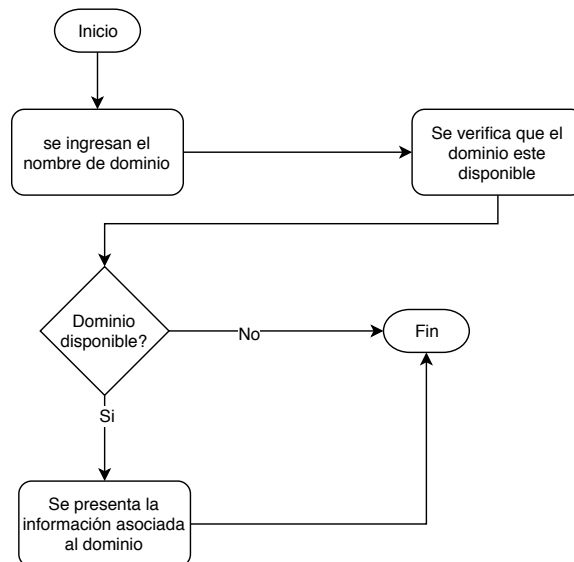 Inicio
se ingresan el
nombre de dominio
Se verifica que el
dominio este
disponible
Dominio
disponible?
No
Fin
Si
Se presenta la
información asociada
al dominio